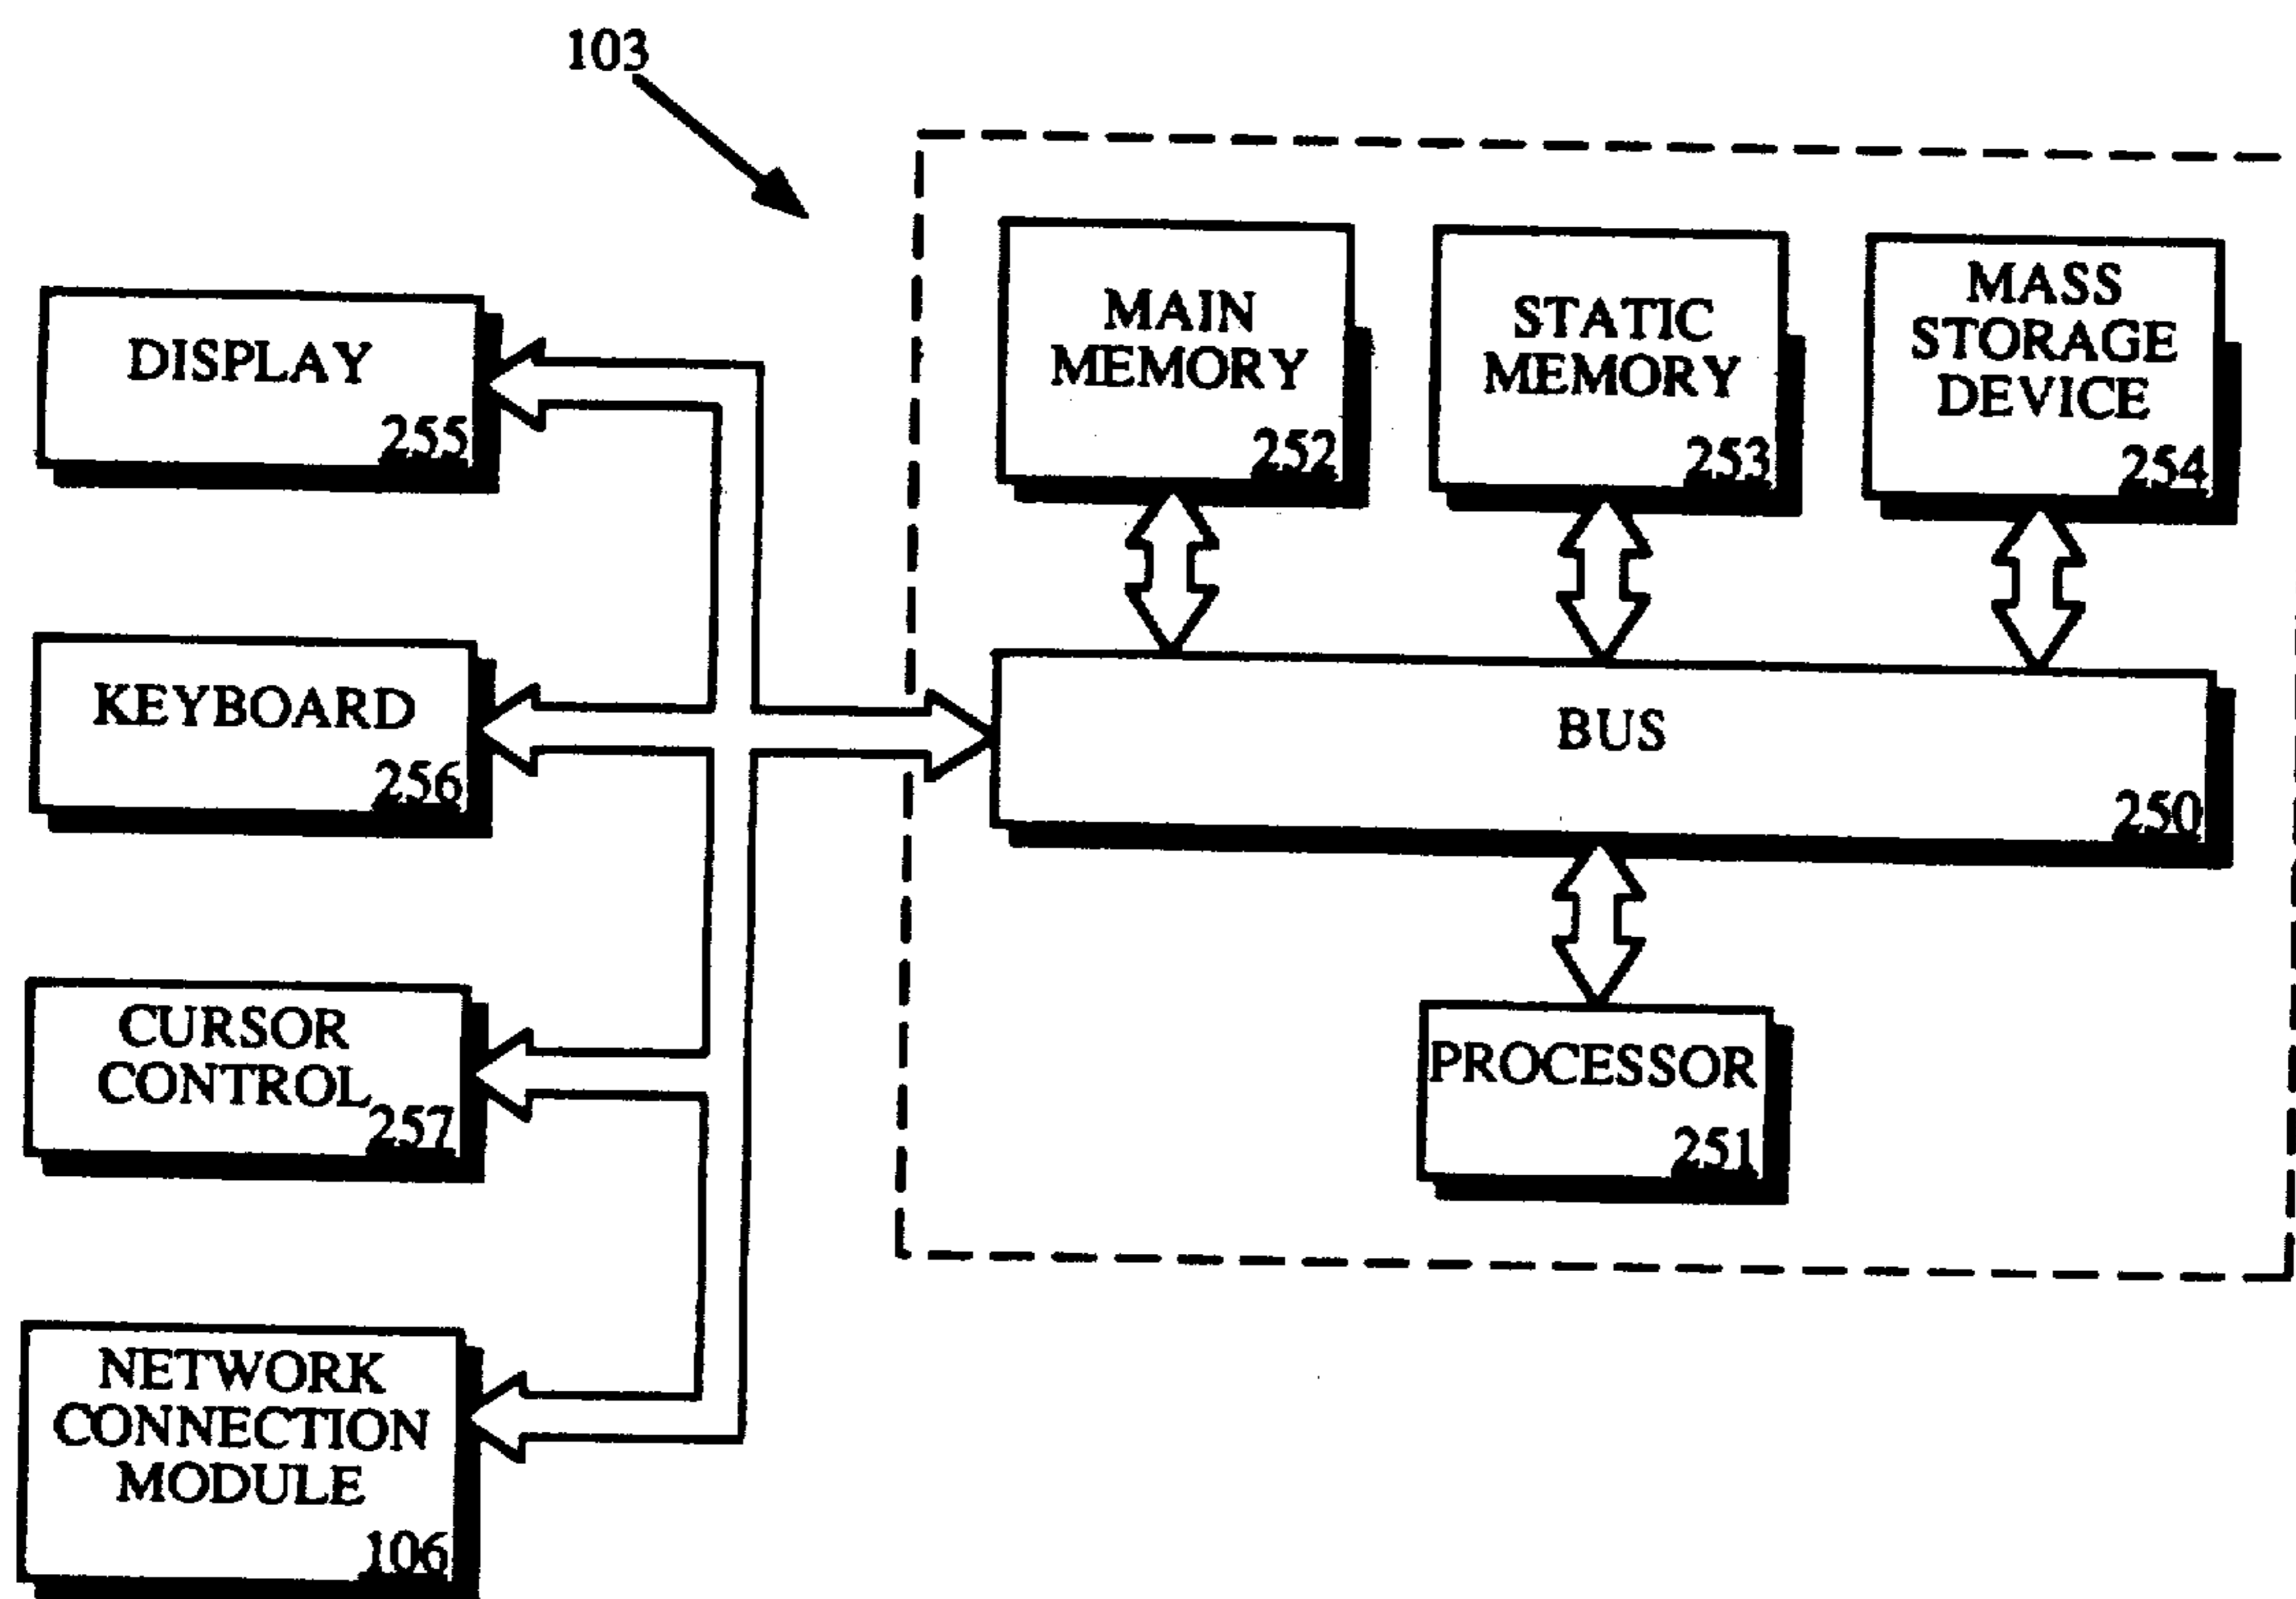 103
MAIN
MEMORY
252
STATIC
MEMORY
253
MASS
STORAGE
DEVICE
254
DISPLAY
255
KEYBOARD
256
BUS
250
CURSOR
CONTROL
257
PROCESSOR
251
NETWORK
CONNECTION
MODULE
106